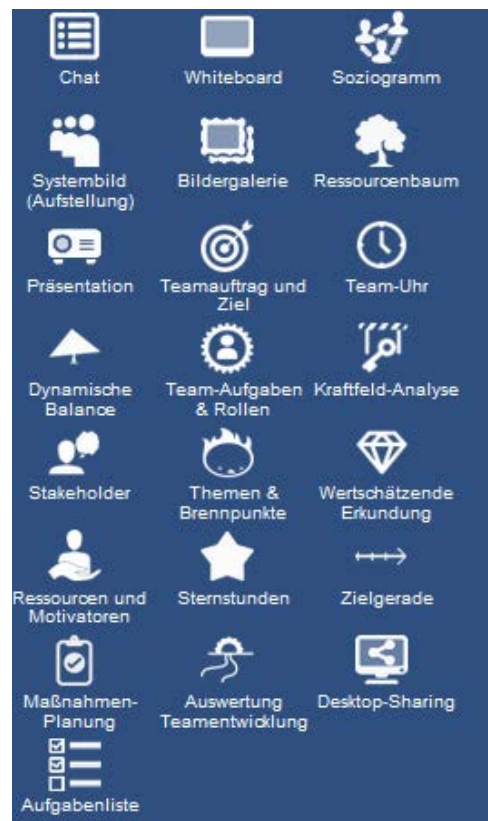 Chat
Whiteboard
Soziogramm
Systembild
(Aufstellung)
Bildergalerie
Ressourcenbaum
Präsentation
Teamauftrag und
Ziel
Team-Uhr
Dynamische
Balance
Team-Aufgaben
& Rollen
Kraftfeld-Analyse
Stakeholder
Themen &
Brennpunkte
Wertschätzende
Erkundung
Ressourcen und
Motivatoren
Sternstunden
Zielgerade
Maßnahmen-
Planung
Auswertung
Teamentwicklung
Desktop-Sharing
Aufgabenliste